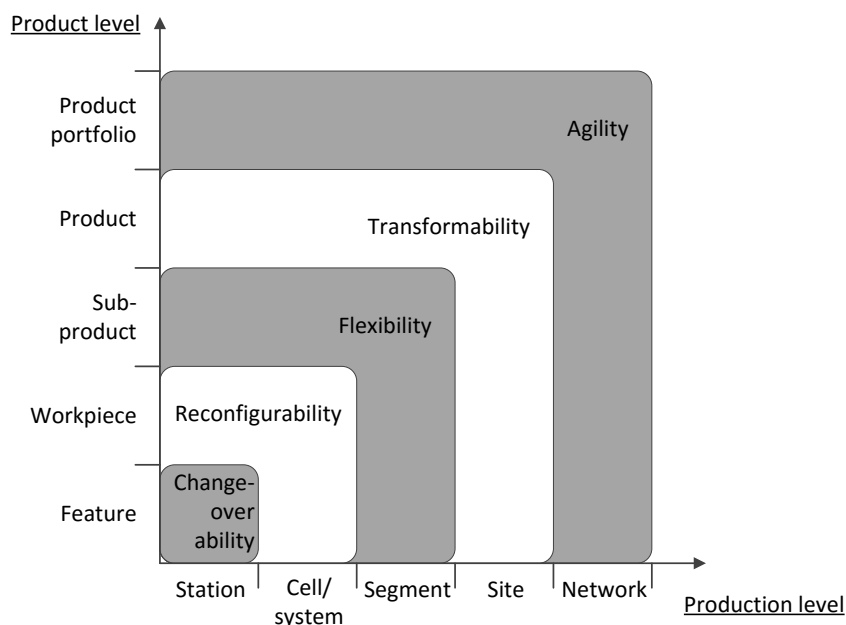 Product level
Product
portfolio
Agility
Product
Transformability
Sub-
product
Flexibility
Workpiece
Reconfigurability
Feature
Change-
over
ability
Station
Cell/
system
Segment
Site
Network
Production level